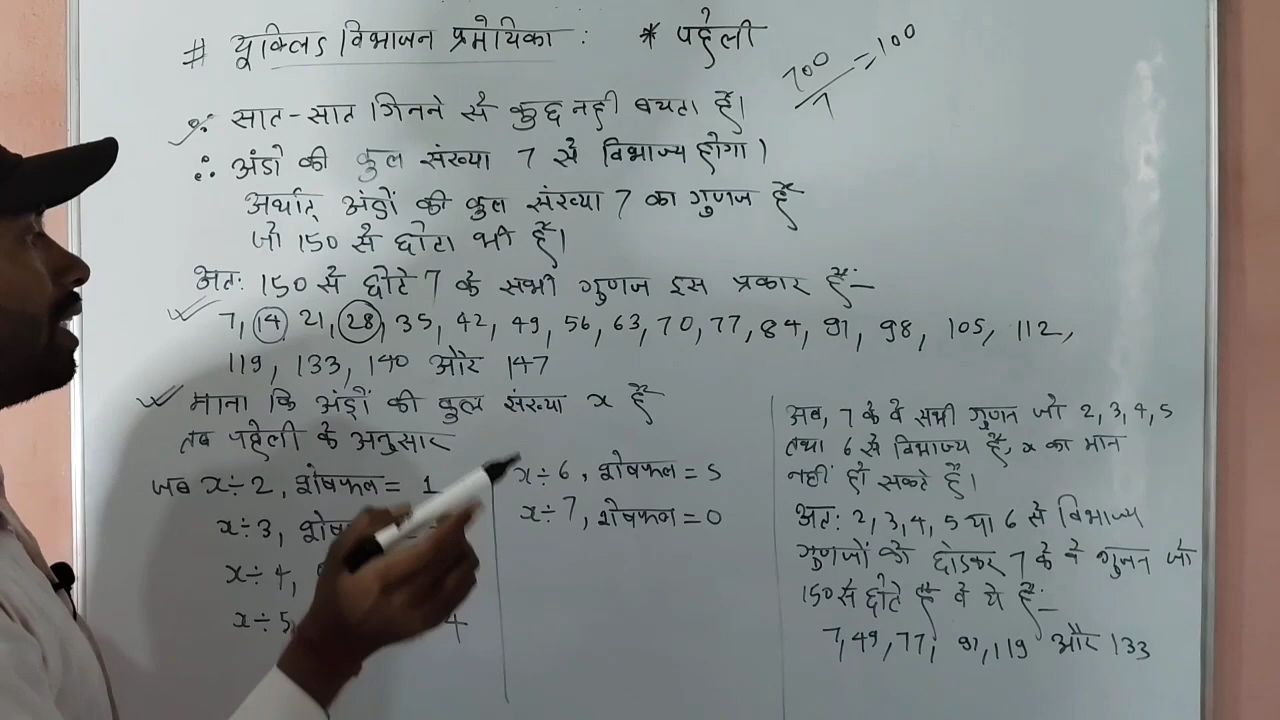 # यूक्लिड विभाजन प्रमेयिका : * पहेली
700/7 = 100
सात-सात गिनने से कुछ नही बचता है।
∴ अंडो की कुल संख्या 7 से विभाज्य होगा।
अर्थात् अंडों की कुल संख्या 7 का गुणज है
जो 150 से छोटा भी है।
अतः 150 से छोटे 7 के सभी गुणज इस प्रकार है:-
7, 14 21, 28, 35, 42, 49, 56, 63, 70, 77, 84, 91, 98, 105, 112,
119, 133, 140 और 147
माना कि अंड़ों की कुल संख्या x है
तब पहेली के अनुसार
जब x÷2, शेषफल = 1
x÷3, शेष
x÷4,
x÷5, 4
x÷6, शेषफल = 5
x÷7, शेषफल = 0
अब, 7 के वे सभी गुणज जो 2, 3, 4, 5
तथा 6 से विभाज्य है, x का मान
नहीं हो सकते है।
अतः 2, 3, 4, 5 या 6 से विभाज्य
गुणजों को छोडकर 7 के वे गुणज जो
150 से छोटे है वे ये है:-
7, 49, 77, 91, 119 और 133